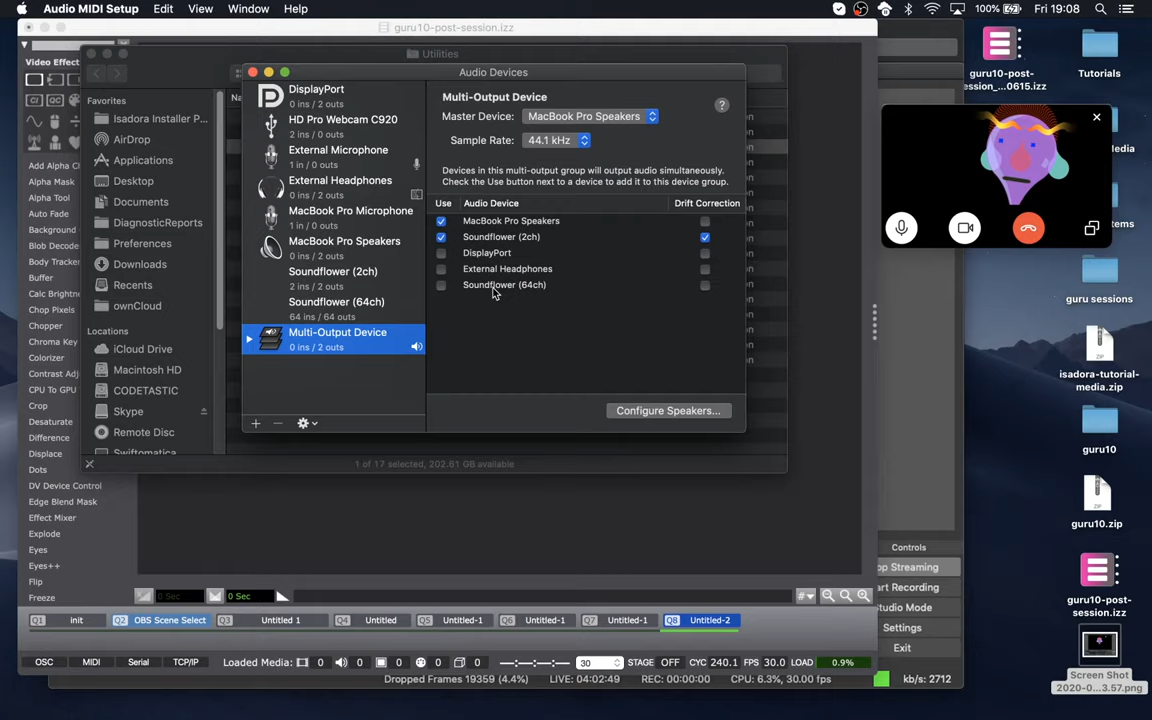 Audio MIDI Setup Edit View Window Help 100% Fri 19:08
guru10-post-session.izz
Utilities
Audio Devices
Video Effect
Add Alpha C
Alpha Mask
Alpha Tool
Auto Fade
Background
Blob Decode
Body Tracker
Buffer
Calc Brightn
Chop Pixels
Chopper
Chroma Key
Colorizer
Contrast Adj
CPU To GPU
Crop
Desaturate
Difference
Displace
Dots
DV Device Control
Edge Blend Mask
Effect Mixer
Explode
Eyes
Eyes++
Flip
Freeze
Favorites
Isadora Installer P...
AirDrop
Applications
Desktop
Documents
DiagnosticReports
Preferences
Downloads
Recents
ownCloud
Locations
iCloud Drive
Macintosh HD
CODETASTIC
Skype
Remote Disc
Swiftomatica
Na
DisplayPort
0 ins / 2 outs
HD Pro Webcam C920
2 ins / 0 outs
External Microphone
1 in / 0 outs
External Headphones
0 ins / 2 outs
MacBook Pro Microphone
1 in / 0 outs
MacBook Pro Speakers
0 ins / 2 outs
Soundflower (2ch)
2 ins / 2 outs
Soundflower (64ch)
64 ins / 64 outs
Multi-Output Device
0 ins / 2 outs
Multi-Output Device
Master Device: MacBook Pro Speakers
Sample Rate: 44.1 kHz
Devices in this multi-output group will output audio simultaneously.
Check the Use button next to a device to add it to this device group.
Use Audio Device Drift Correction
MacBook Pro Speakers
Soundflower (2ch)
DisplayPort
External Headphones
Soundflower (64ch)
Configure Speakers...
1 of 17 selected, 202.61 GB available
0 Sec 0 Sec
Q1 init Q2 OBS Scene Select Q3 Untitled 1 Q4 Untitled Q5 Untitled-1 Q6 Untitled-1 Q7 Untitled-1 Q8 Untitled-2
OSC MIDI Serial TCP/IP Loaded Media: 0 0 0 0 0 30 STAGE OFF CYC 240.1 FPS 30.0 LOAD 0.9%
Dropped Frames 19359 (4.4%) LIVE: 04:02:49 REC: 00:00:00 CPU: 6.3%, 30.00 fps kb/s: 2712
Controls
op Streaming
art Recording
tudio Mode
Settings
Exit
guru10-post-
session_...0615.izz
Tutorials
edia
tems
guru sessions
isadora-tutorial-
media.zip
guru10
guru10.zip
guru10-post-
session.izz
Screen Shot
2020-0...3.57.png